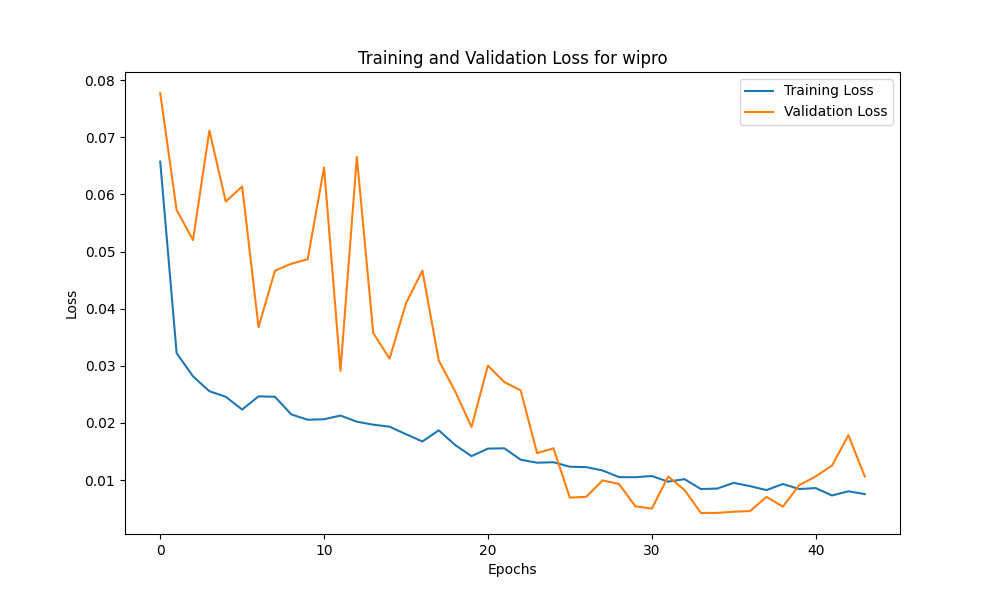 Training and Validation Loss for wipro
Training Loss
Validation Loss
0.08
0.07
0.06
0.05
0.04
0.03
0.02
0.01
Loss
0 10 20 30 40
Epochs